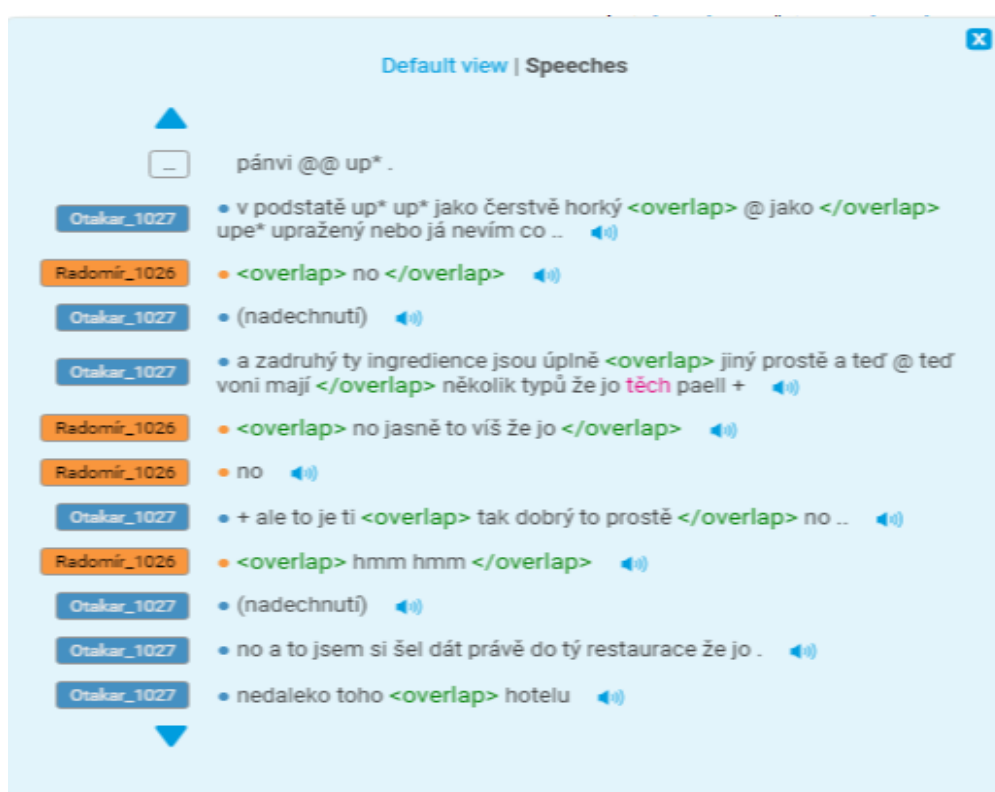 x
Default view | Speeches
... pánvi @@ up* .
Otakar_1027 • v podstatě up* up* jako čerstvě horký <overlap> @ jako </overlap>
upe* upražený nebo já nevím co ..
Radomír_1026 • <overlap> no </overlap>
Otakar_1027 • (nadechnutí)
Otakar_1027 • a zadruhý ty ingredience jsou úplně <overlap> jiný prostě a teď @ teď
voni mají </overlap> několik typů že jo těch paell +
Radomír_1026 • <overlap> no jasně to víš že jo </overlap>
Radomír_1026 • no
Otakar_1027 • + ale to je ti <overlap> tak dobrý to prostě </overlap> no ..
Radomír_1026 • <overlap> hmm hmm </overlap>
Otakar_1027 • (nadechnutí)
Otakar_1027 • no a to jsem si šel dát právě do tý restaurace že jo .
Otakar_1027 • nedaleko toho <overlap> hotelu